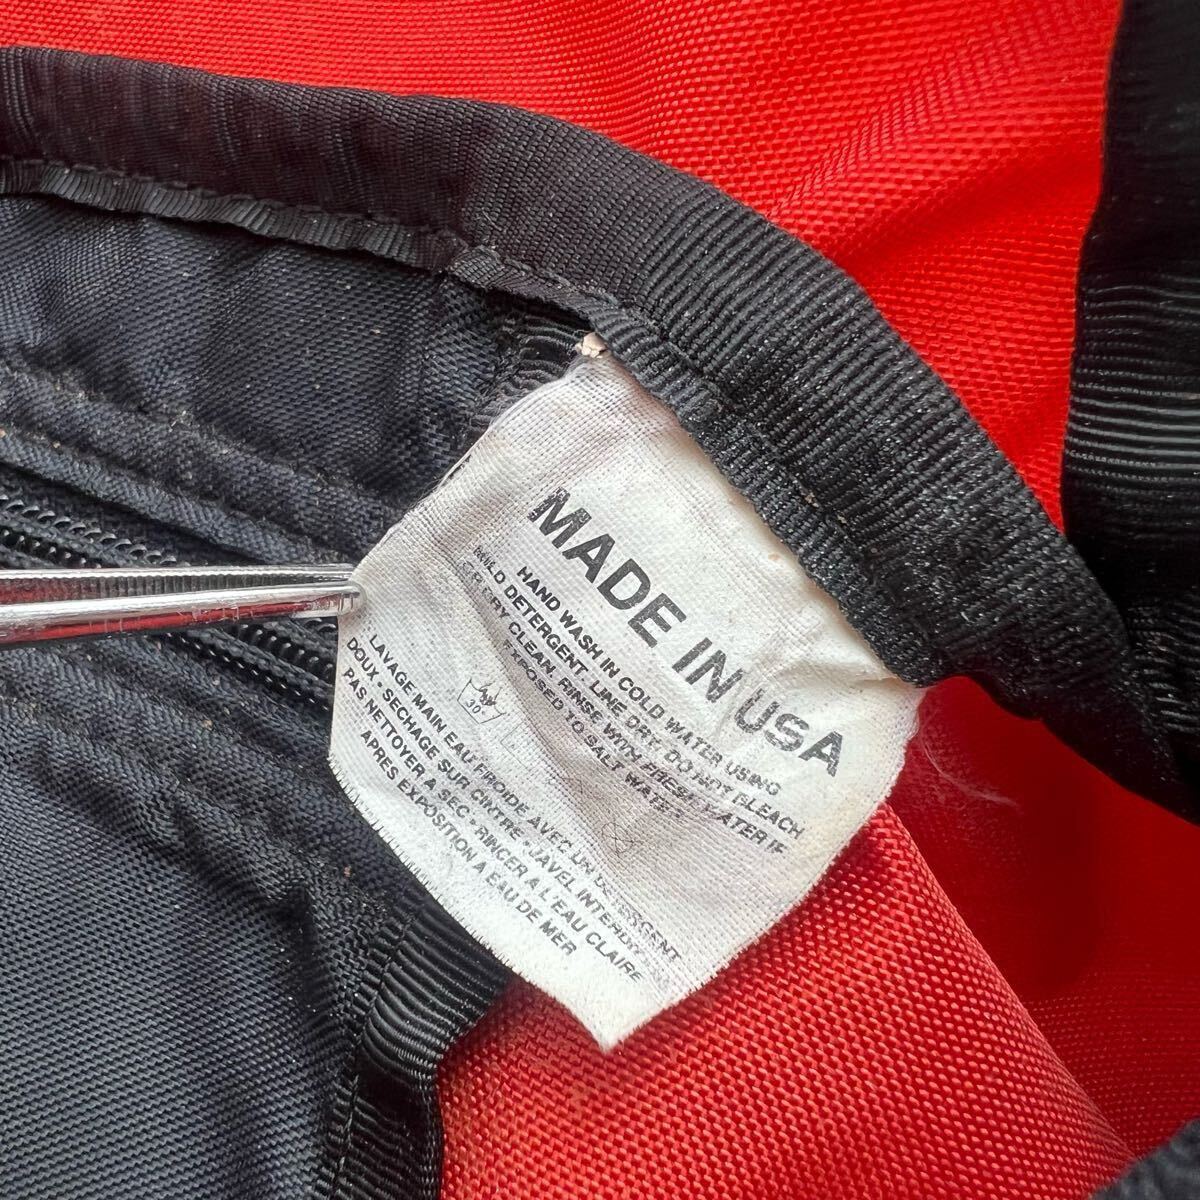 MADE IN USA
HAND WASH IN COLD WATER USING
MILD DETERGENT. LINE DRY. DO NOT BLEACH
OR DRY CLEAN. RINSE WITH FRESH WATER IF
EXPOSED TO SALT WATER
30°
LAVAGE MAIN EAU FROIDE AVEC UN DETERGENT
DOUX • SECHAGE SUR CINTRE • JAVEL INTERDIT
PAS NETTOYER A SEC • RINCER A L'EAU CLAIRE
APRES EXPOSITION A EAU DE MER